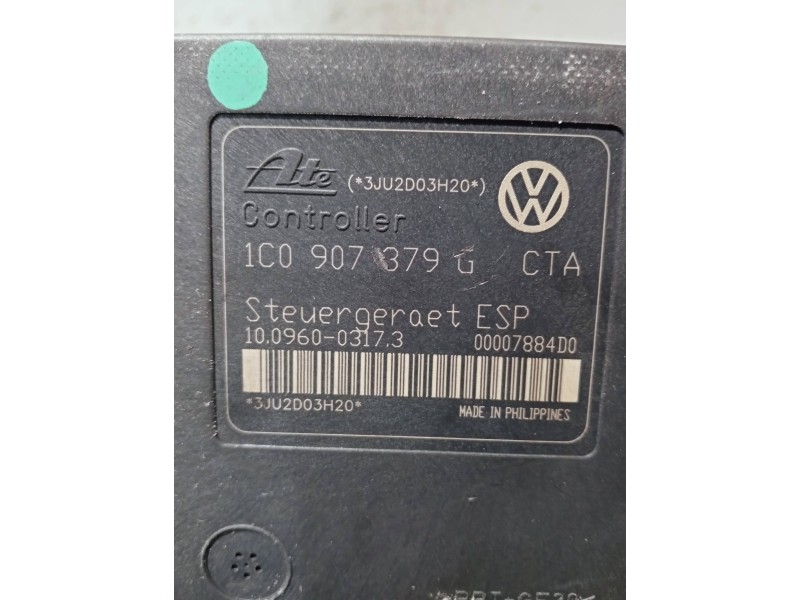 Ate (*3JU2D03H20*)
Controller
1C0 907 379 G CTA
Steuergeraet ESP
10.0960-0317.3 00007884D0
*3JU2D03H20*
MADE IN PHILIPPINES